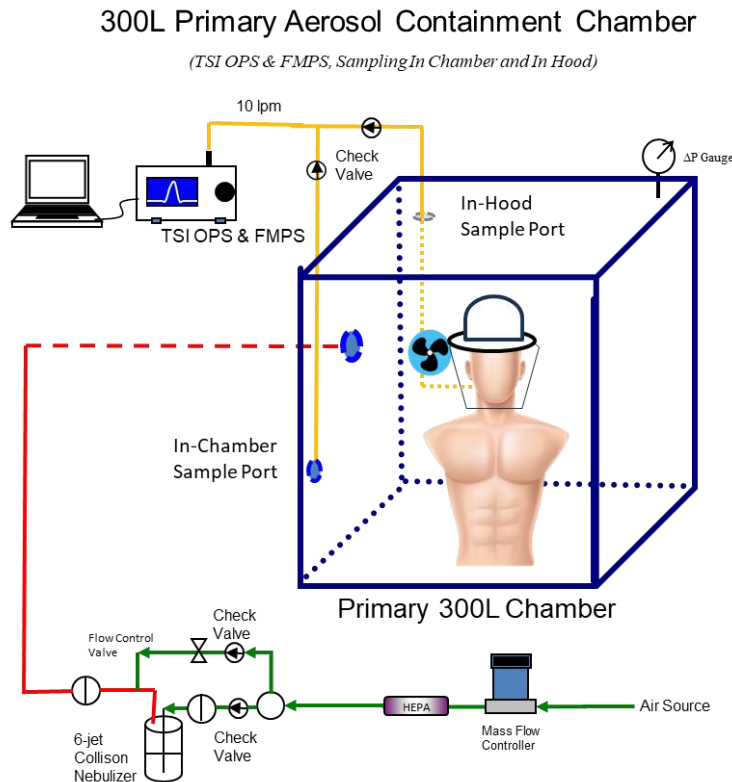 300L Primary Aerosol Containment Chamber
(TSI OPS & FMPS, Sampling In Chamber and In Hood)
10 lpm
Check
Valve
ΔP Gauge
In-Hood
Sample Port
TSI OPS & FMPS
In-Chamber
Sample Port
Primary 300L Chamber
Flow Control
Valve
Check
Valve
HEPA
Air Source
Mass Flow
Controller
6-jet
Collison
Nebulizer
Check
Valve